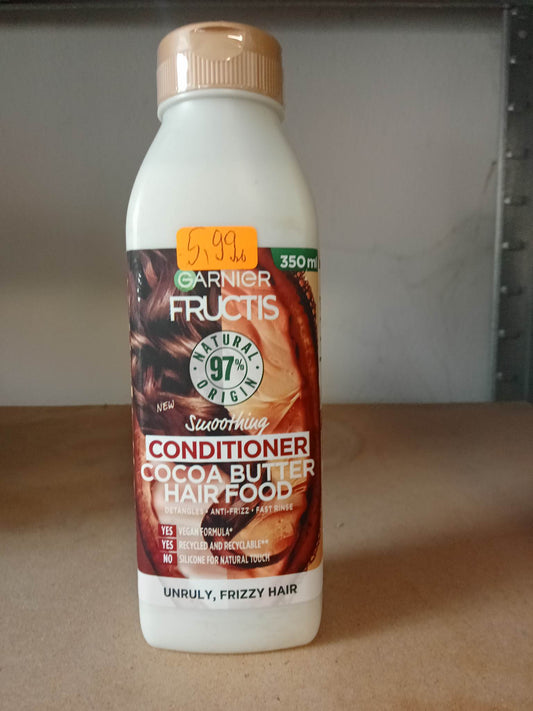 5,99
350 ml
GARNIER
FRUCTIS
NATURAL
97%
ORIGIN
NEW
Smoothing
CONDITIONER
COCOA BUTTER
HAIR FOOD
DETANGLES • ANTI-FRIZZ • FAST RINSE
YES VEGAN FORMULA*
YES RECYCLED AND RECYCLABLE**
NO SILICONE FOR NATURAL TOUCH
UNRULY, FRIZZY HAIR